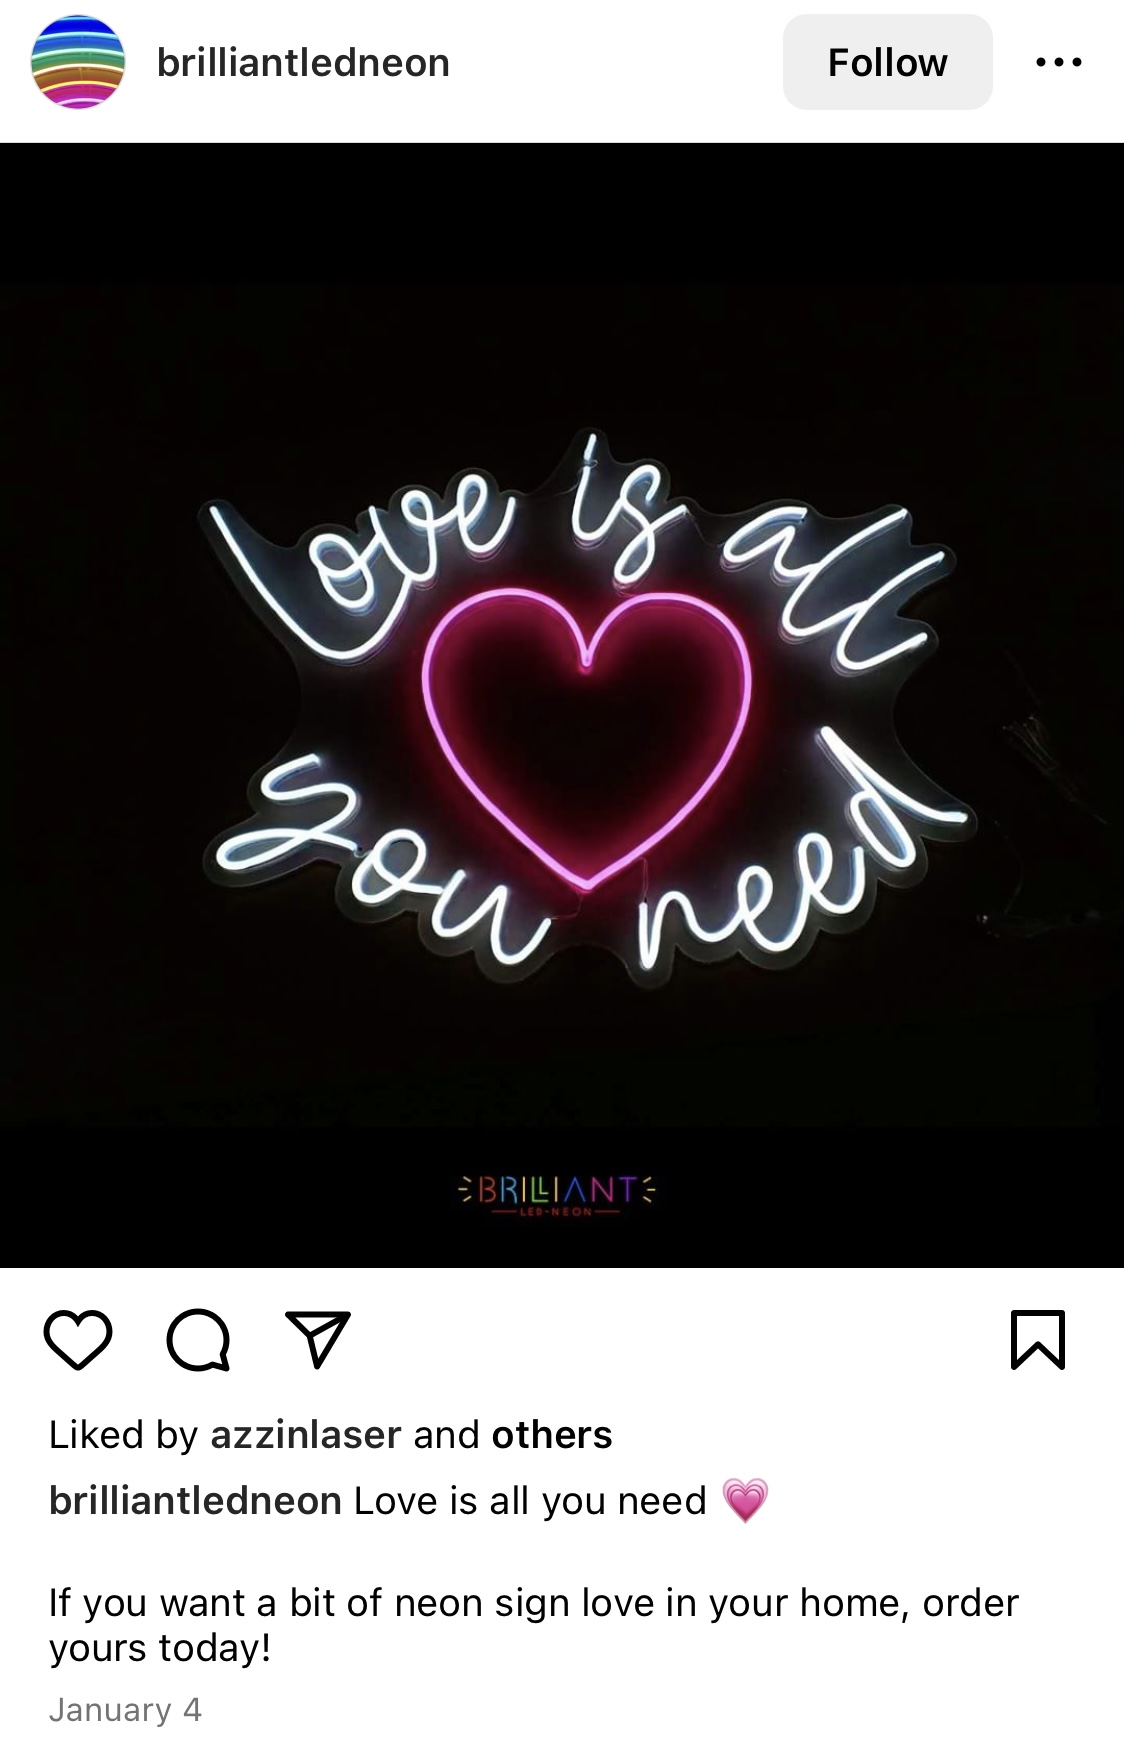 brilliantledneon
Follow
Love is all
you need
BRILLIANT
LED-NEON
Liked by azzinlaser and others
brilliantledneon Love is all you need 💗
If you want a bit of neon sign love in your home, order
yours today!
January 4